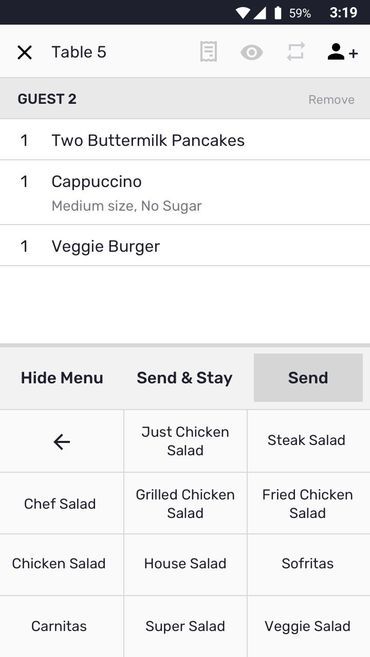 59% 3:19
Table 5
GUEST 2 Remove
1 Two Buttermilk Pancakes
1 Cappuccino
Medium size, No Sugar
1 Veggie Burger
Hide Menu Send & Stay Send
Just Chicken
Salad
Steak Salad
Chef Salad
Grilled Chicken
Salad
Fried Chicken
Salad
Chicken Salad House Salad Sofritas
Carnitas Super Salad Veggie Salad